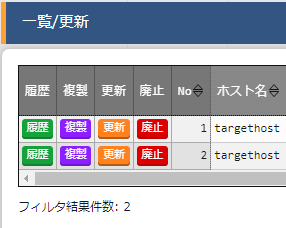 一覧/更新
履歴 複製 更新 廃止 No ホスト名
履歴 複製 更新 廃止 1 targethost
履歴 複製 更新 廃止 2 targethost
フィルタ結果件数: 2